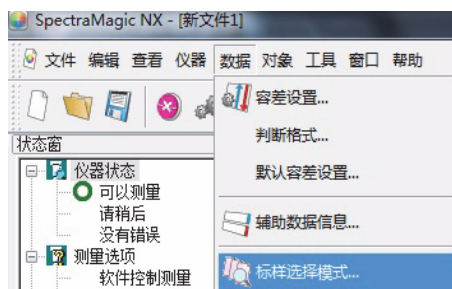 SpectraMagic NX - [新文件1]
文件 编辑 查看 仪器 数据 对象 工具 窗口 帮助
容差设置...
判断格式...
默认容差设置...
辅助数据信息...
标样选择模式...
状态窗
仪器状态
可以测量
请稍后
没有错误
测量选项
软件控制测量